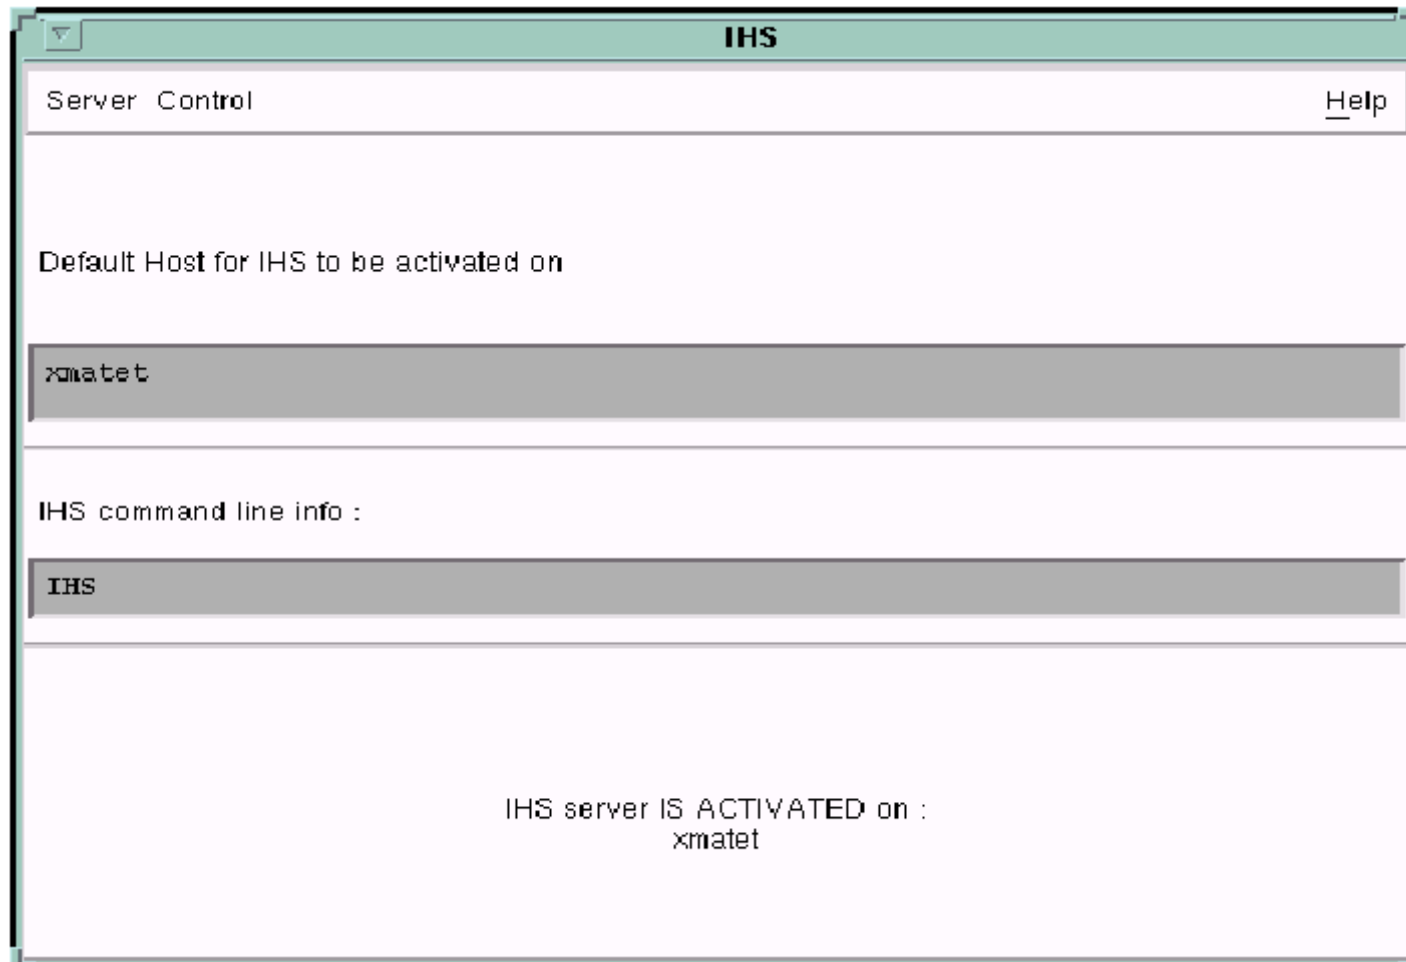 IHS
Server Control Help
Default Host for IHS to be activated on
xmatet
IHS command line info :
IHS
IHS server IS ACTIVATED on :
xmatet